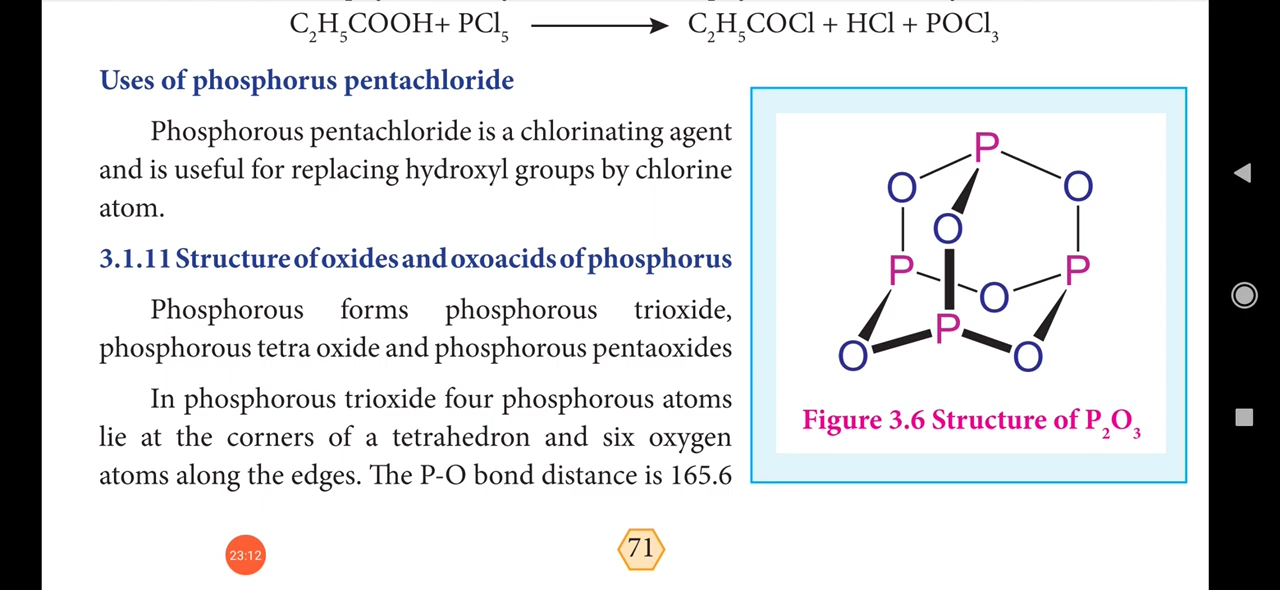 C₂H₅COOH+ PCl₅ ⟶ C₂H₅COCl + HCl + POCl₃
Uses of phosphorus pentachloride
Phosphorous pentachloride is a chlorinating agent
and is useful for replacing hydroxyl groups by chlorine
atom.
3.1.11 Structure of oxides and oxoacids of phosphorus
Phosphorous forms phosphorous trioxide,
phosphorous tetra oxide and phosphorous pentaoxides
In phosphorous trioxide four phosphorous atoms
lie at the corners of a tetrahedron and six oxygen
atoms along the edges. The P-O bond distance is 165.6
P
O O
O
P P
O
P
O O
Figure 3.6 Structure of P₂O₃
23:12
71